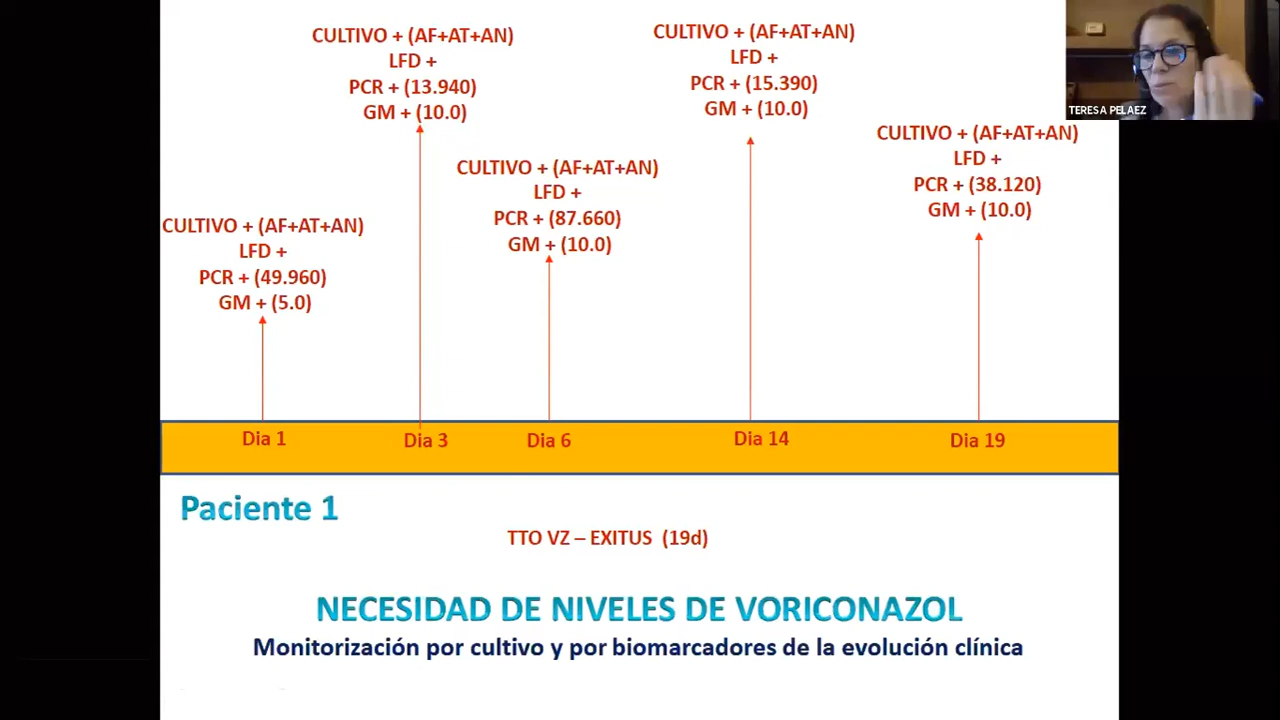 CULTIVO + (AF+AT+AN)
LFD +
PCR + (49.960)
GM + (5.0)
CULTIVO + (AF+AT+AN)
LFD +
PCR + (13.940)
GM + (10.0)
CULTIVO + (AF+AT+AN)
LFD +
PCR + (87.660)
GM + (10.0)
CULTIVO + (AF+AT+AN)
LFD +
PCR + (15.390)
GM + (10.0)
CULTIVO + (AF+AT+AN)
LFD +
PCR + (38.120)
GM + (10.0)
TERESA PELAEZ
Dia 1
Dia 3
Dia 6
Dia 14
Dia 19
Paciente 1
TTO VZ – EXITUS (19d)
NECESIDAD DE NIVELES DE VORICONAZOL
Monitorización por cultivo y por biomarcadores de la evolución clínica